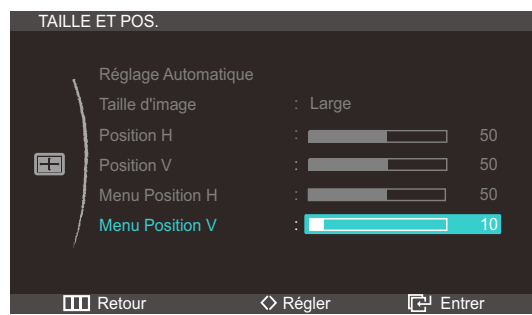 TAILLE ET POS.
Réglage Automatique
Taille d'image : Large
Position H : 50
Position V : 50
Menu Position H : 50
Menu Position V : 10
Retour Régler Entrer